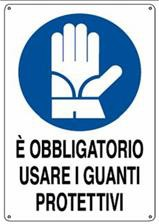 È OBBLIGATORIO
USARE I GUANTI
PROTETTIVI